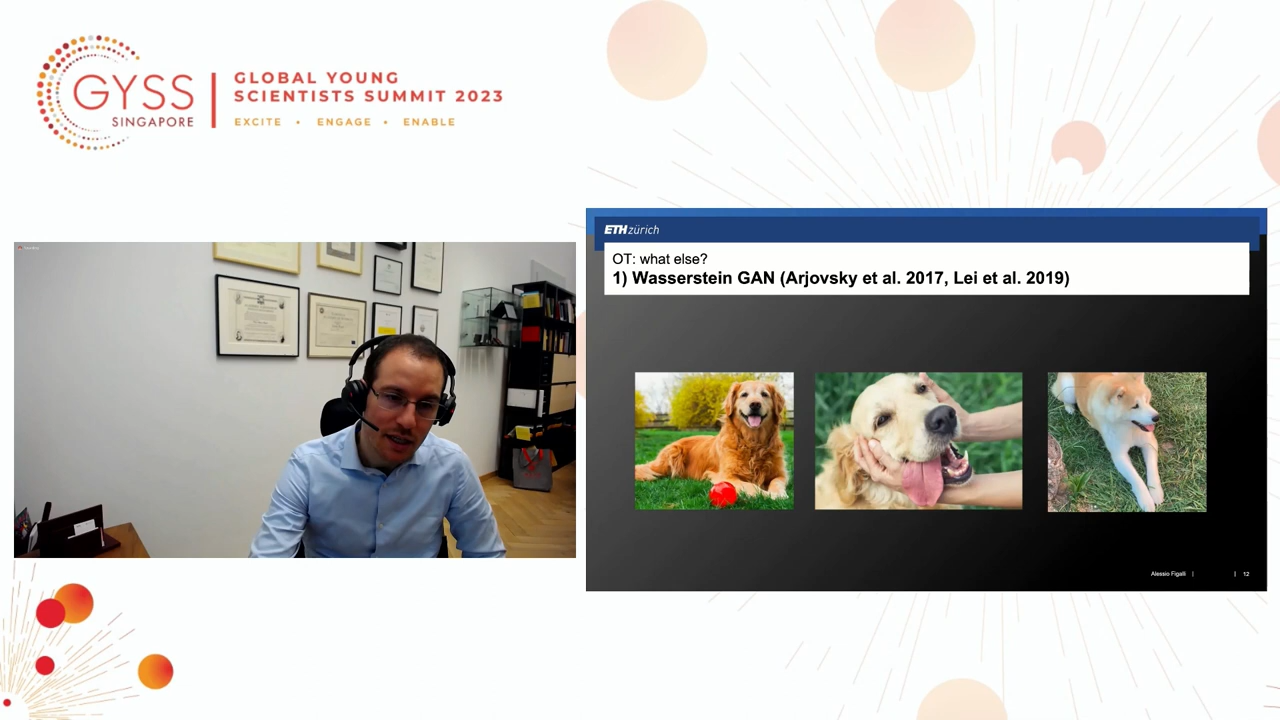 GYSS
SINGAPORE
GLOBAL YOUNG
SCIENTISTS SUMMIT 2023
EXCITE • ENGAGE • ENABLE
ETH zürich
OT: what else?
1) Wasserstein GAN (Arjovsky et al. 2017, Lei et al. 2019)
Alessio Figalli | | 12